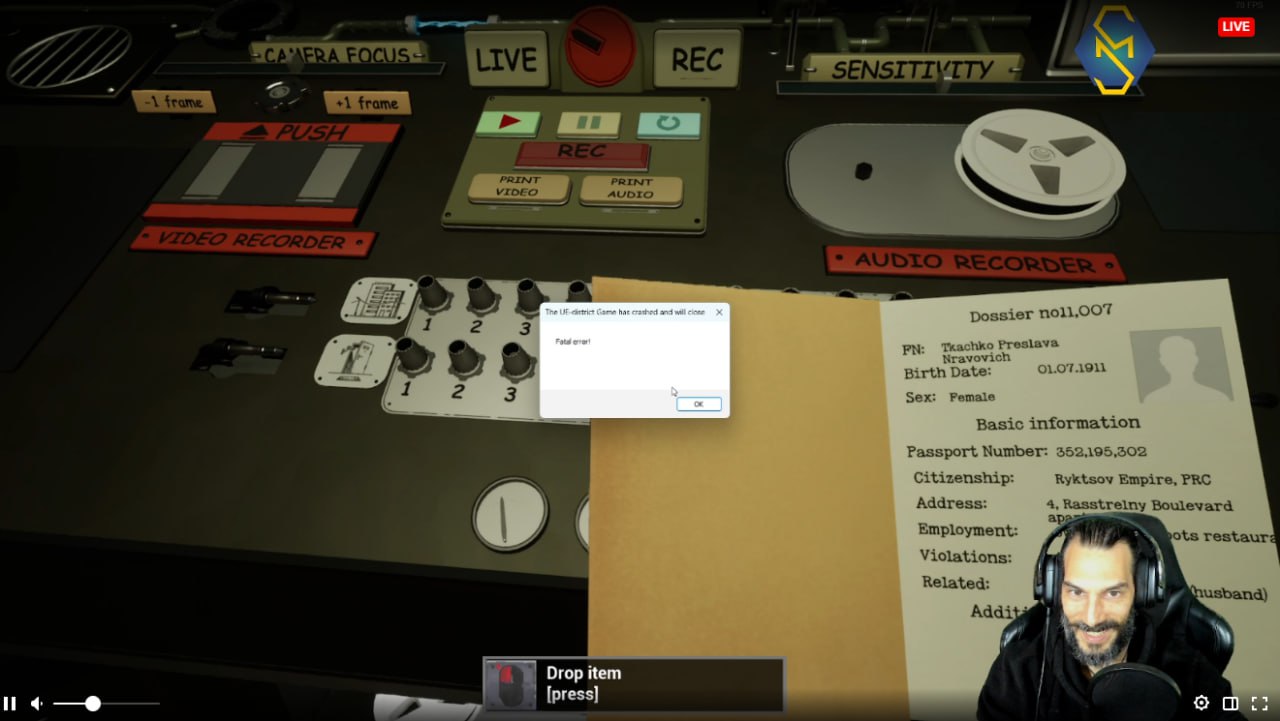 20 FPS
LIVE
CAMERA FOCUS
LIVE
REC
SENSITIVITY
SM
-1 frame
+1 frame
PUSH
REC
PRINT
VIDEO
PRINT
AUDIO
VIDEO RECORDER
AUDIO RECORDER
1 2 3
1 2 3
The UE-district Game has crashed and will close
Fatal error!
OK
Dossier no11,007
FN: Tkachko Preslava
Nravovich
Birth Date: 01.07.1911
Sex: Female
Basic information
Passport Number: 352,195,302
Citizenship: Ryktsov Empire, PRC
Address: 4, Rasstrelny Boulevard
Employment:
Violations:
Related: (husband)
Drop item
[press]